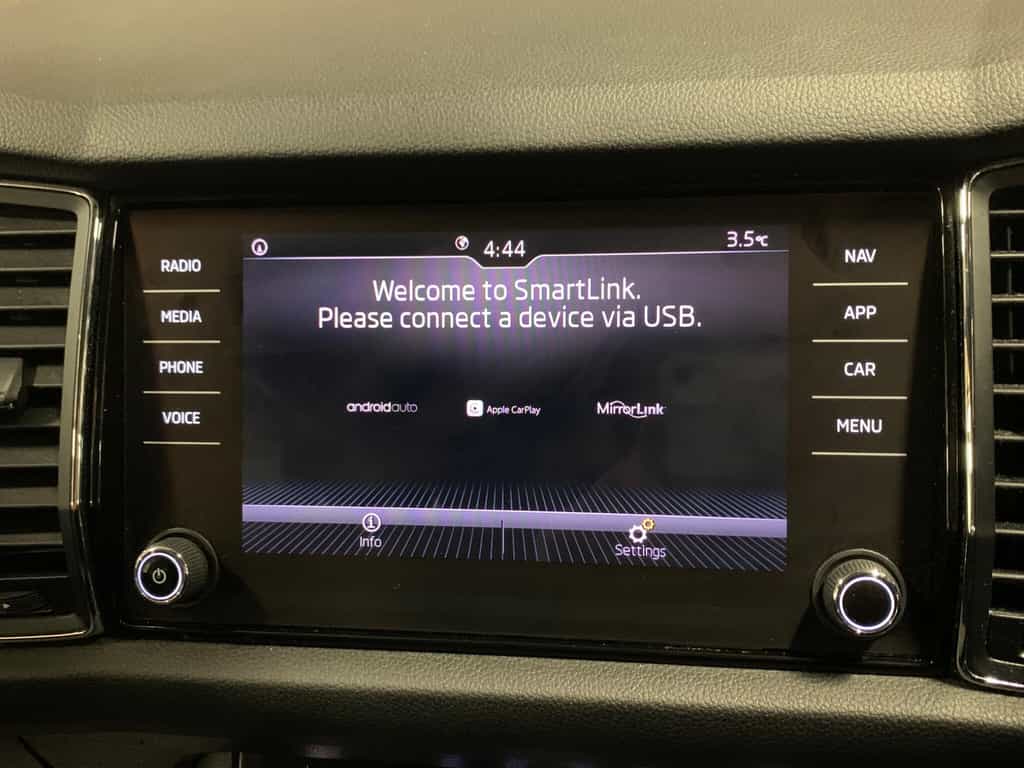 4:44
3.5°C
RADIO
MEDIA
PHONE
VOICE
Welcome to SmartLink.
Please connect a device via USB.
androidauto
Apple CarPlay
MirrorLink
Info
Settings
NAV
APP
CAR
MENU